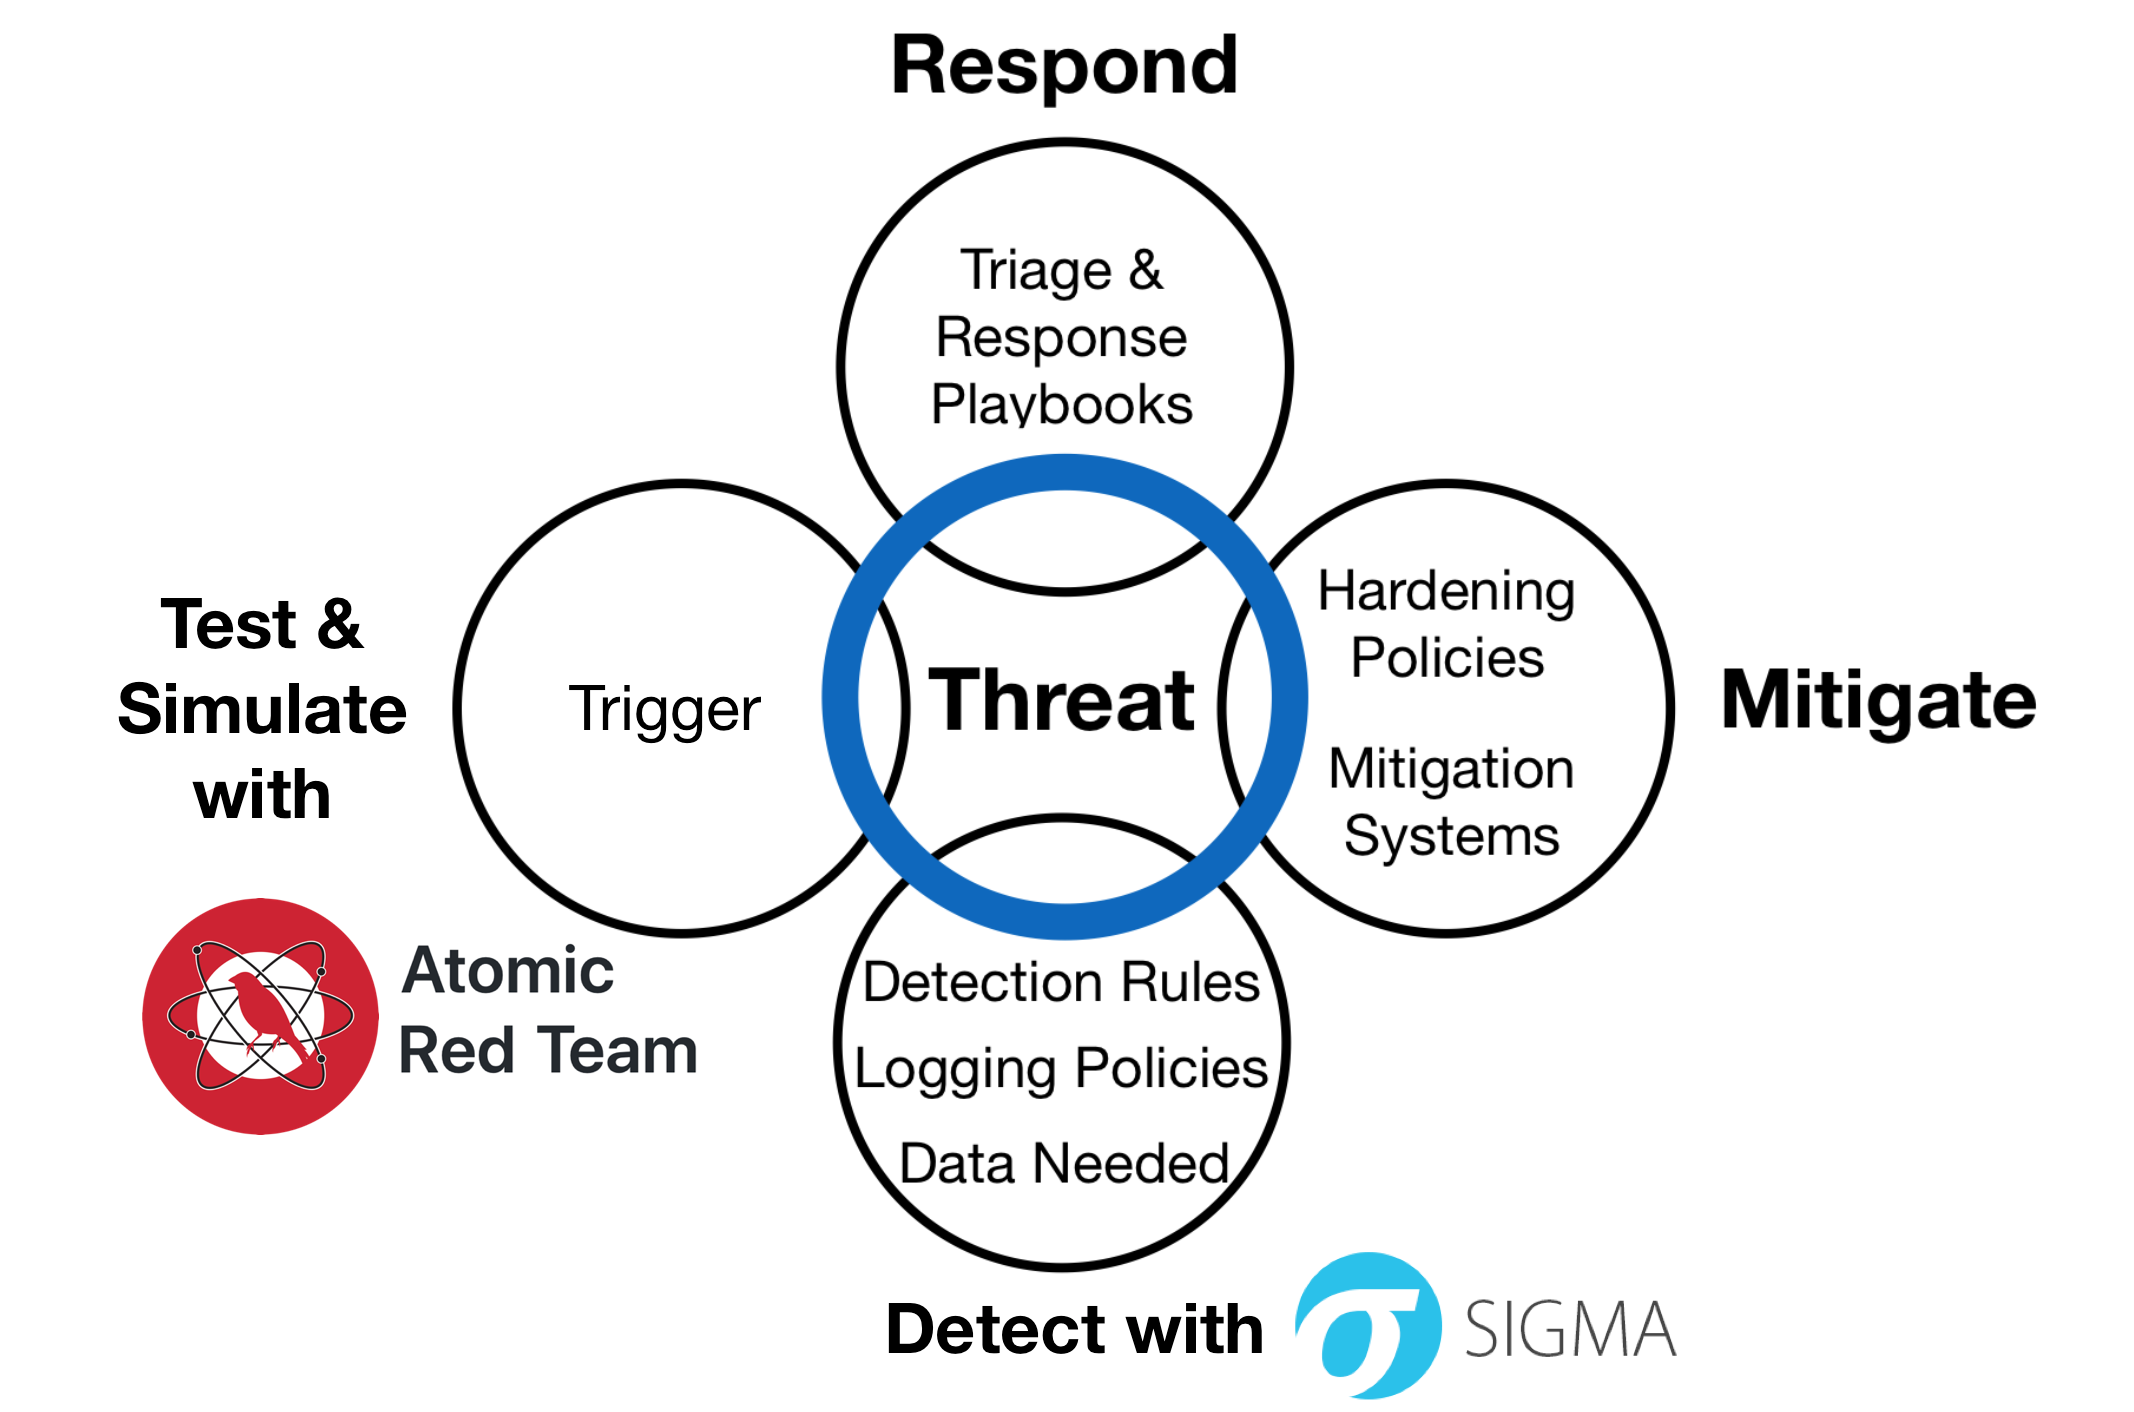 Respond
Triage &
Response
Playbooks
Test &
Simulate
with
Trigger
Threat
Hardening
Policies
Mitigation
Systems
Mitigate
Atomic
Red Team
Detection Rules
Logging Policies
Data Needed
Detect with
σ SIGMA